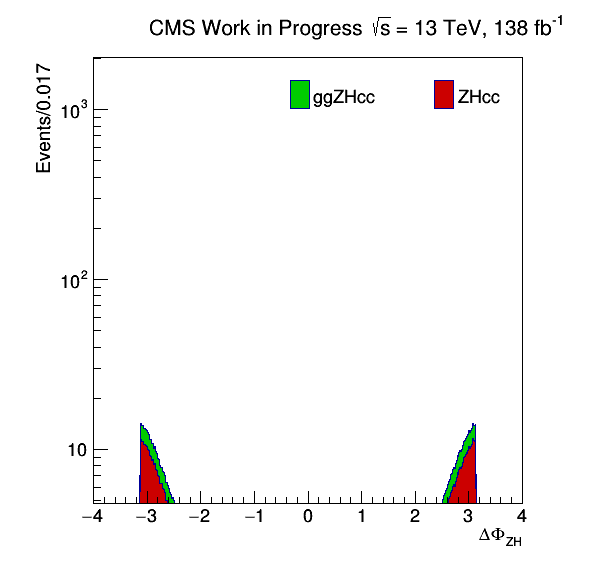 CMS Work in Progress √s = 13 TeV, 138 fb⁻¹
Events/0.017
ggZHcc ZHcc
10³
10²
10
−4 −3 −2 −1 0 1 2 3 4
ΔΦ_ZH